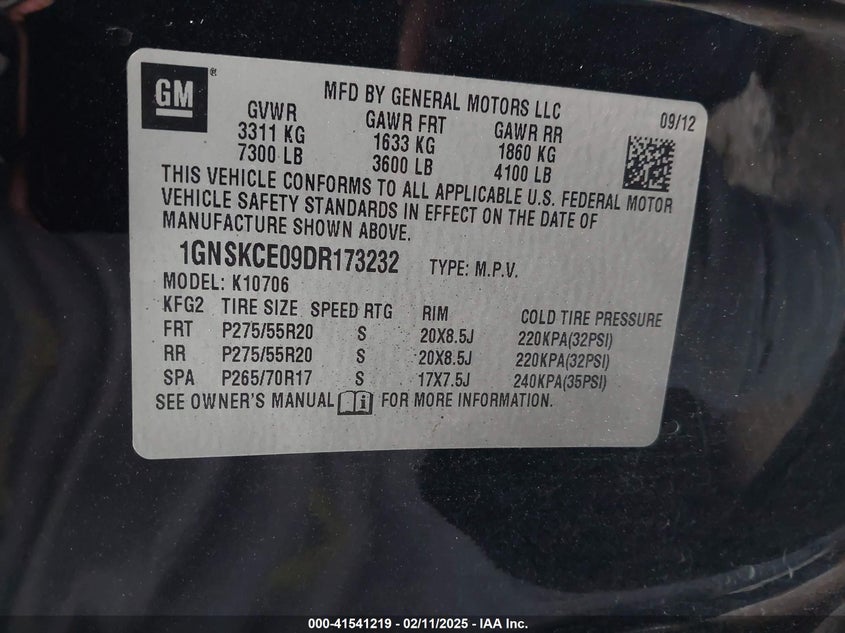 GM®
MFD BY GENERAL MOTORS LLC
09/12
GVWR GAWR FRT GAWR RR
3311 KG 1633 KG 1860 KG
7300 LB 3600 LB 4100 LB
THIS VEHICLE CONFORMS TO ALL APPLICABLE U.S. FEDERAL MOTOR
VEHICLE SAFETY STANDARDS IN EFFECT ON THE DATE OF
MANUFACTURE SHOWN ABOVE.
1GNSKCE09DR173232 TYPE: M.P.V.
MODEL: K10706
KFG2 TIRE SIZE SPEED RTG RIM COLD TIRE PRESSURE
FRT P275/55R20 S 20X8.5J 220KPA(32PSI)
RR P275/55R20 S 20X8.5J 220KPA(32PSI)
SPA P265/70R17 S 17X7.5J 240KPA(35PSI)
SEE OWNER'S MANUAL i FOR MORE INFORMATION.
000-41541219 - 02/11/2025 - IAA Inc.